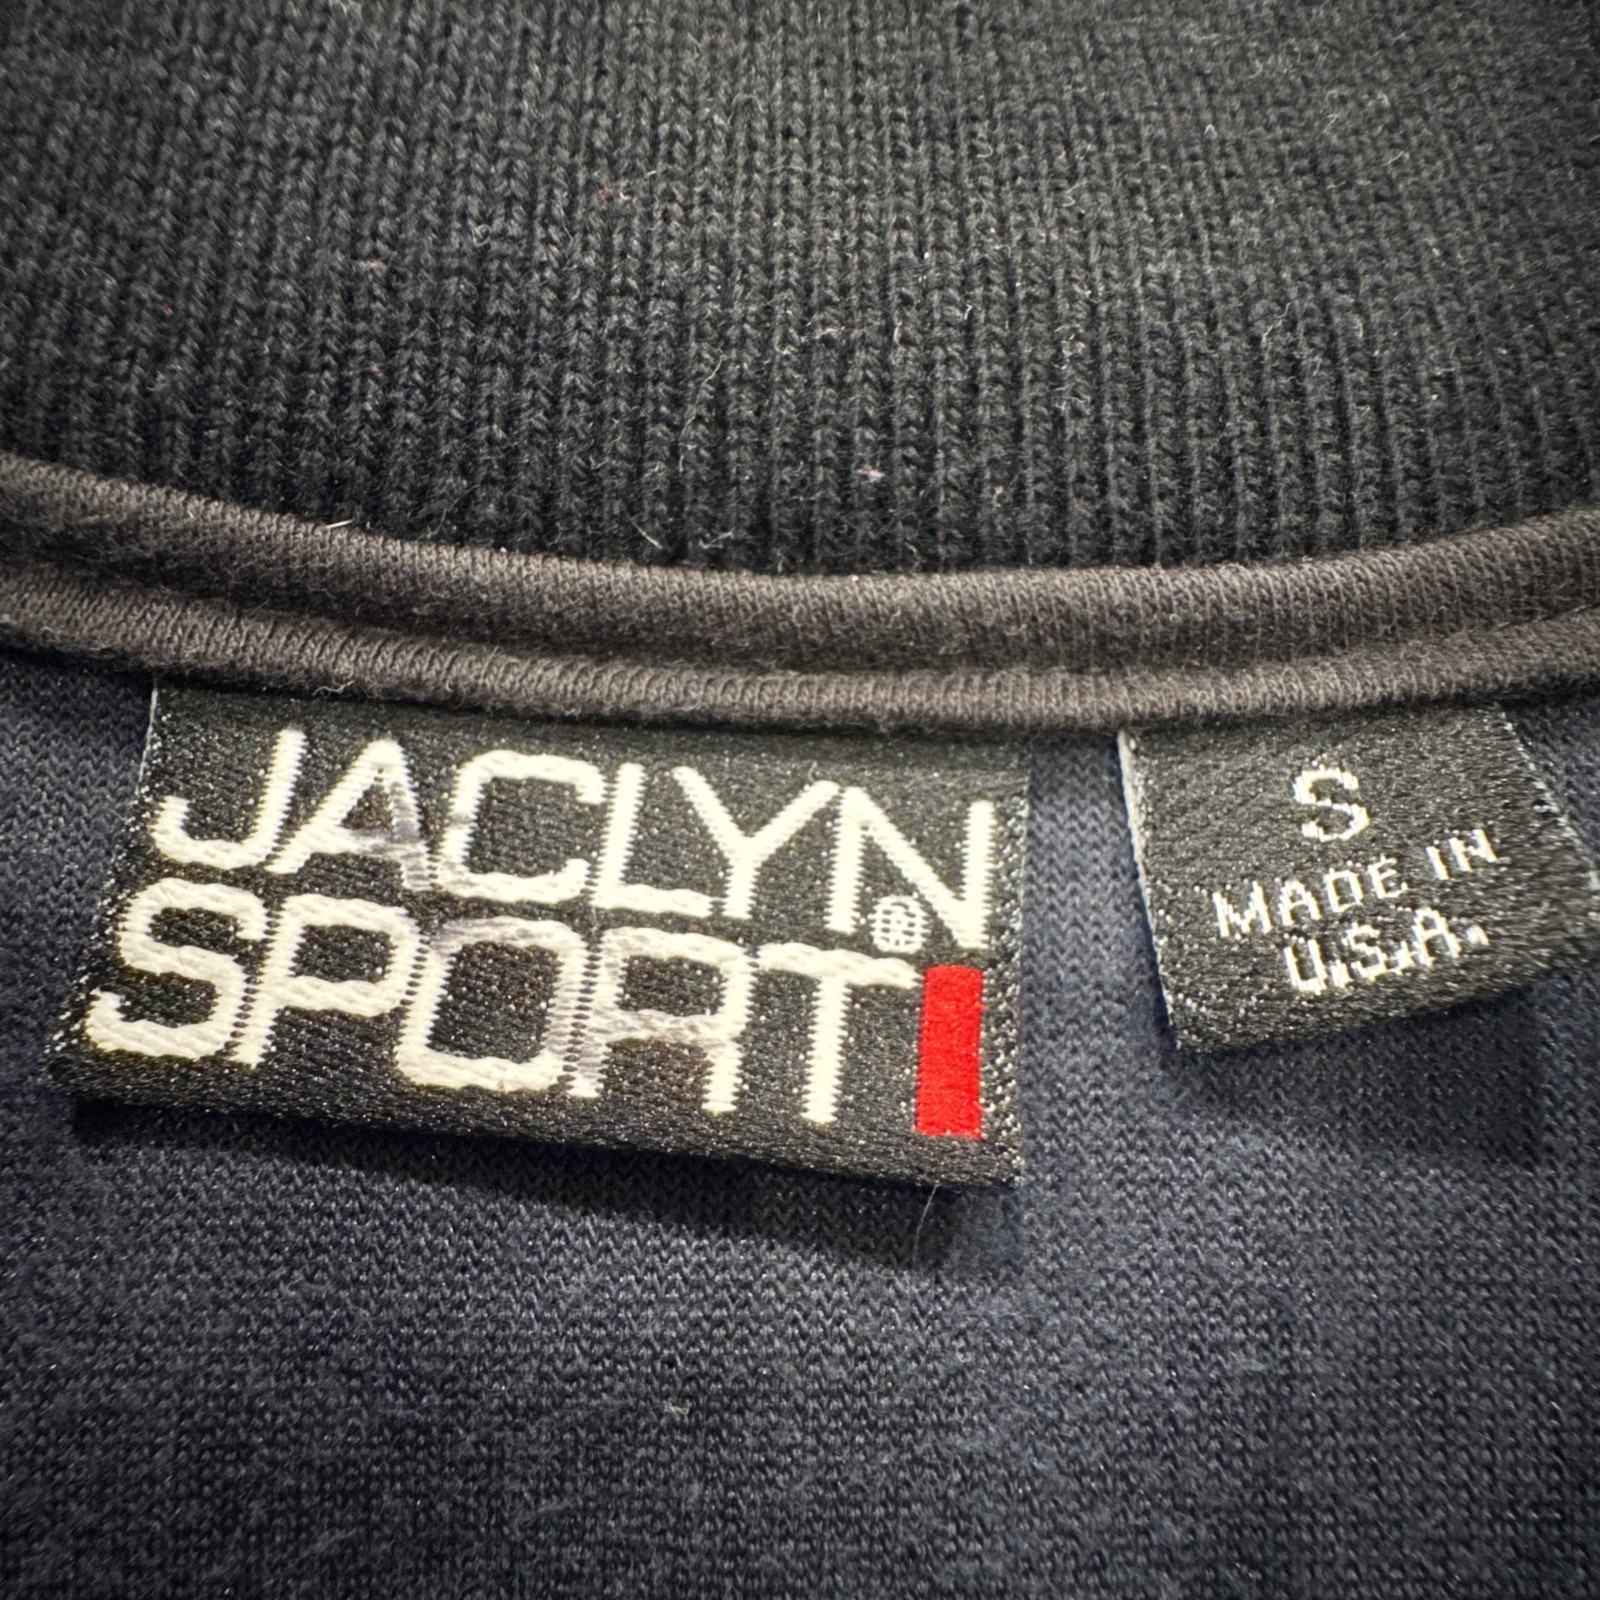 JACLYN
®
SPORT
S
MADE IN
U.S.A.